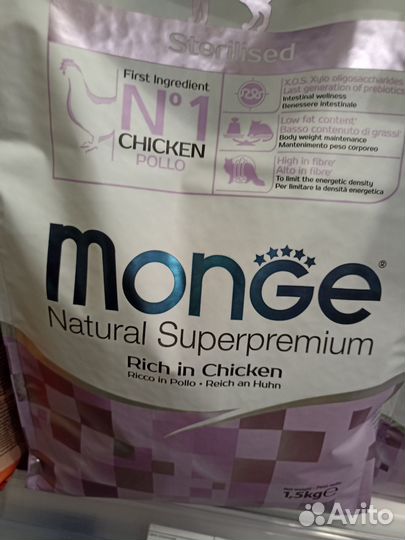 Sterilised
First Ingredient
N°1
CHICKEN
POLLO
X.O.S. Xylo oligosaccharides
Last generation of prebiotics
Intestinal wellness
Benessere intestinale
Low fat content
Basso contenuto di grassi
Body weight maintenance
Mantenimento peso corporeo
High in fibre
Alto in fibre
To limit the energetic density
Per limitare la densità energetica
monGe®
Natural Superpremium
Rich in Chicken
Ricco in Pollo - Reich an Huhn
1,5kg e
Avito